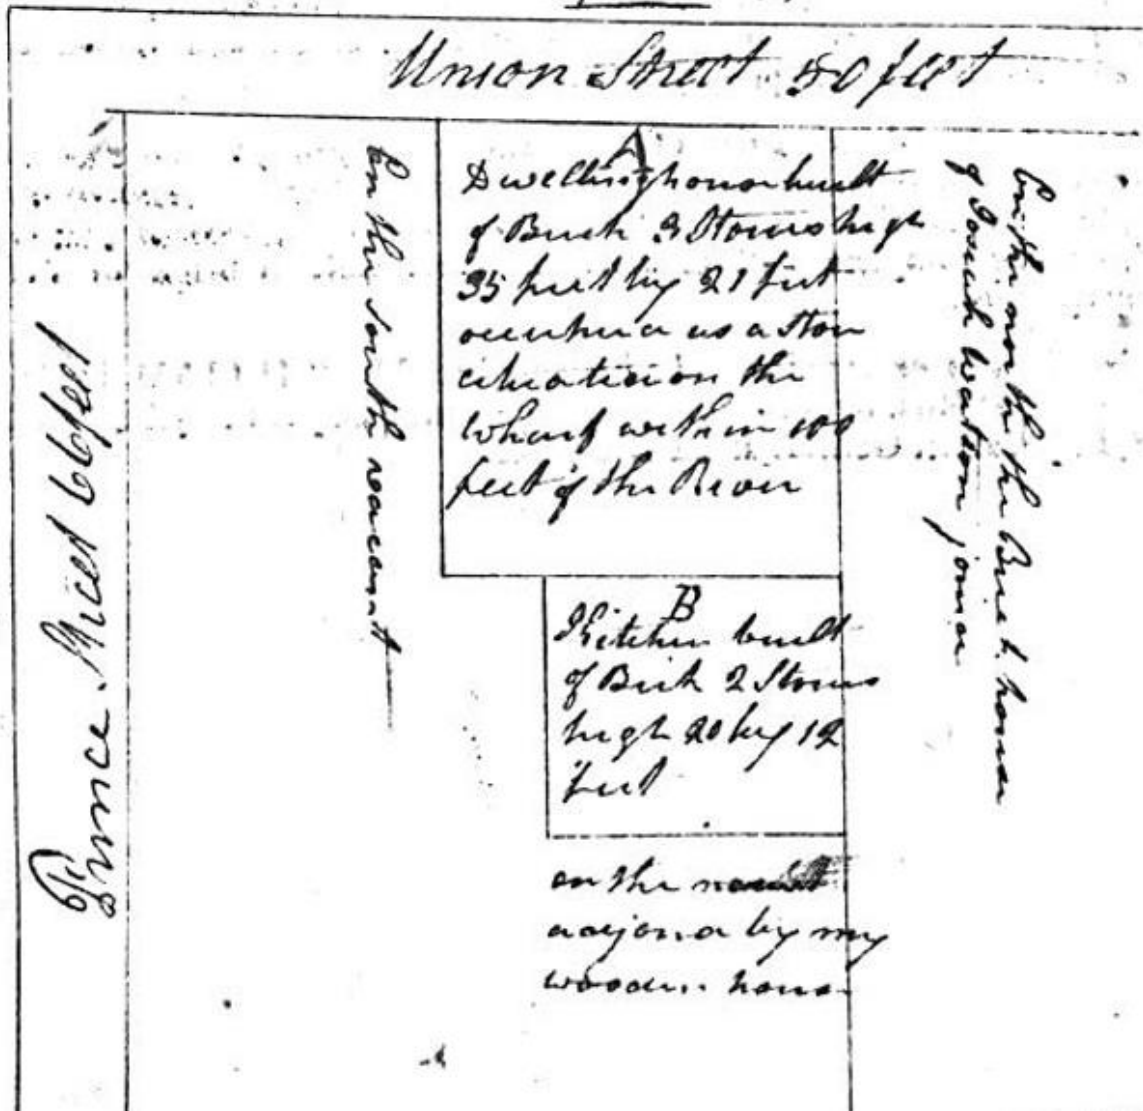 Union Street 50 feet
Prince Street 66 feet
On the south vacant
A
Dwelling house built
of Brick 3 Stories high
35 feet by 21 feet
occupied as a Store
situation on the
Wharf within 100
feet of the River
B
Kitchen built
of Brick 2 Stories
high 20 by 12
feet
on the
adjoined by my
wooden house
On the north the Brick house
of Josiah Watson joined